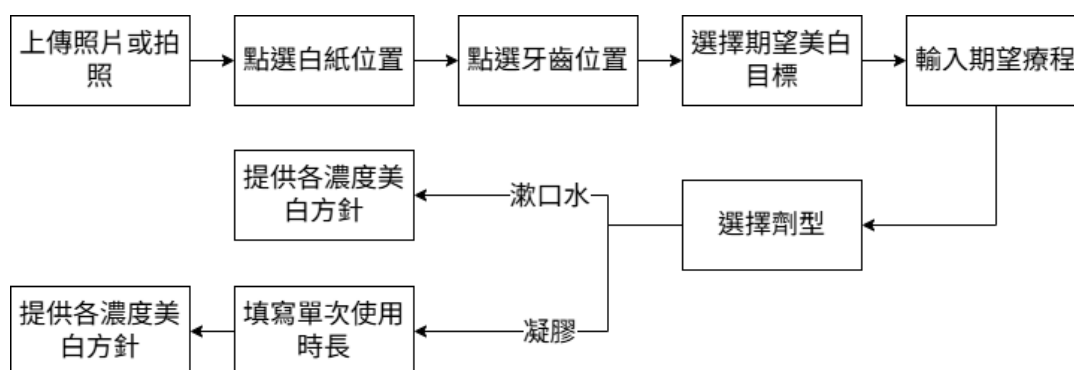 上傳照片或拍
照
點選白紙位置
點選牙齒位置
選擇期望美白
目標
輸入期望療程
選擇劑型
漱口水
提供各濃度美
白方針
凝膠
填寫單次使用
時長
提供各濃度美
白方針